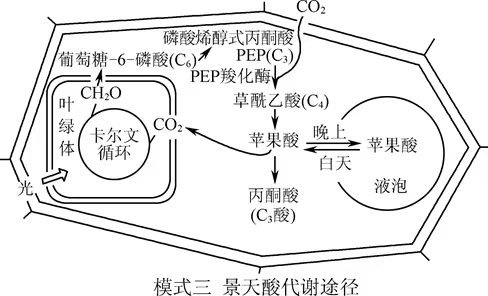 CO2
磷酸烯醇式丙酮酸
PEP(C3)
葡萄糖-6-磷酸(C6)
PEP羧化酶
CH2O
草酰乙酸(C4)
叶绿体
CO2
卡尔文
循环
苹果酸
晚上
白天
苹果酸
液泡
光
丙酮酸
(C3酸)
模式三 景天酸代谢途径